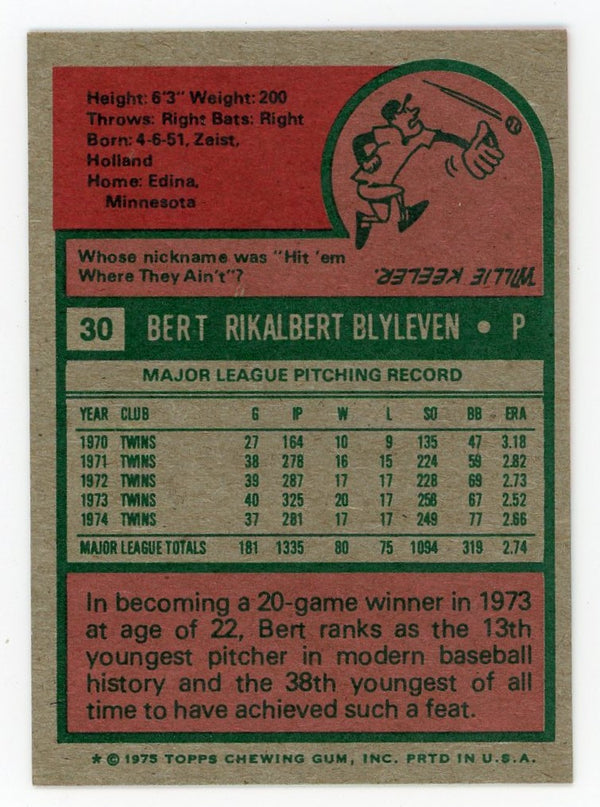 Height: 6'3" Weight: 200
Throws: Right Bats: Right
Born: 4-6-51, Zeist,
Holland
Home: Edina,
Minnesota
Whose nickname was "Hit 'em
Where They Ain't"?
WILLIE KEELER.
30 BERT RIKALBERT BLYLEVEN • P
MAJOR LEAGUE PITCHING RECORD
YEAR CLUB G IP W L SO BB ERA
1970 TWINS 27 164 10 9 135 47 3.18
1971 TWINS 38 278 16 15 224 59 2.82
1972 TWINS 39 287 17 17 228 69 2.73
1973 TWINS 40 325 20 17 258 67 2.52
1974 TWINS 37 281 17 17 249 77 2.66
MAJOR LEAGUE TOTALS 181 1335 80 75 1094 319 2.74
In becoming a 20-game winner in 1973
at age of 22, Bert ranks as the 13th
youngest pitcher in modern baseball
history and the 38th youngest of all
time to have achieved such a feat.
* © 1975 TOPPS CHEWING GUM, INC. PRTD IN U.S.A.